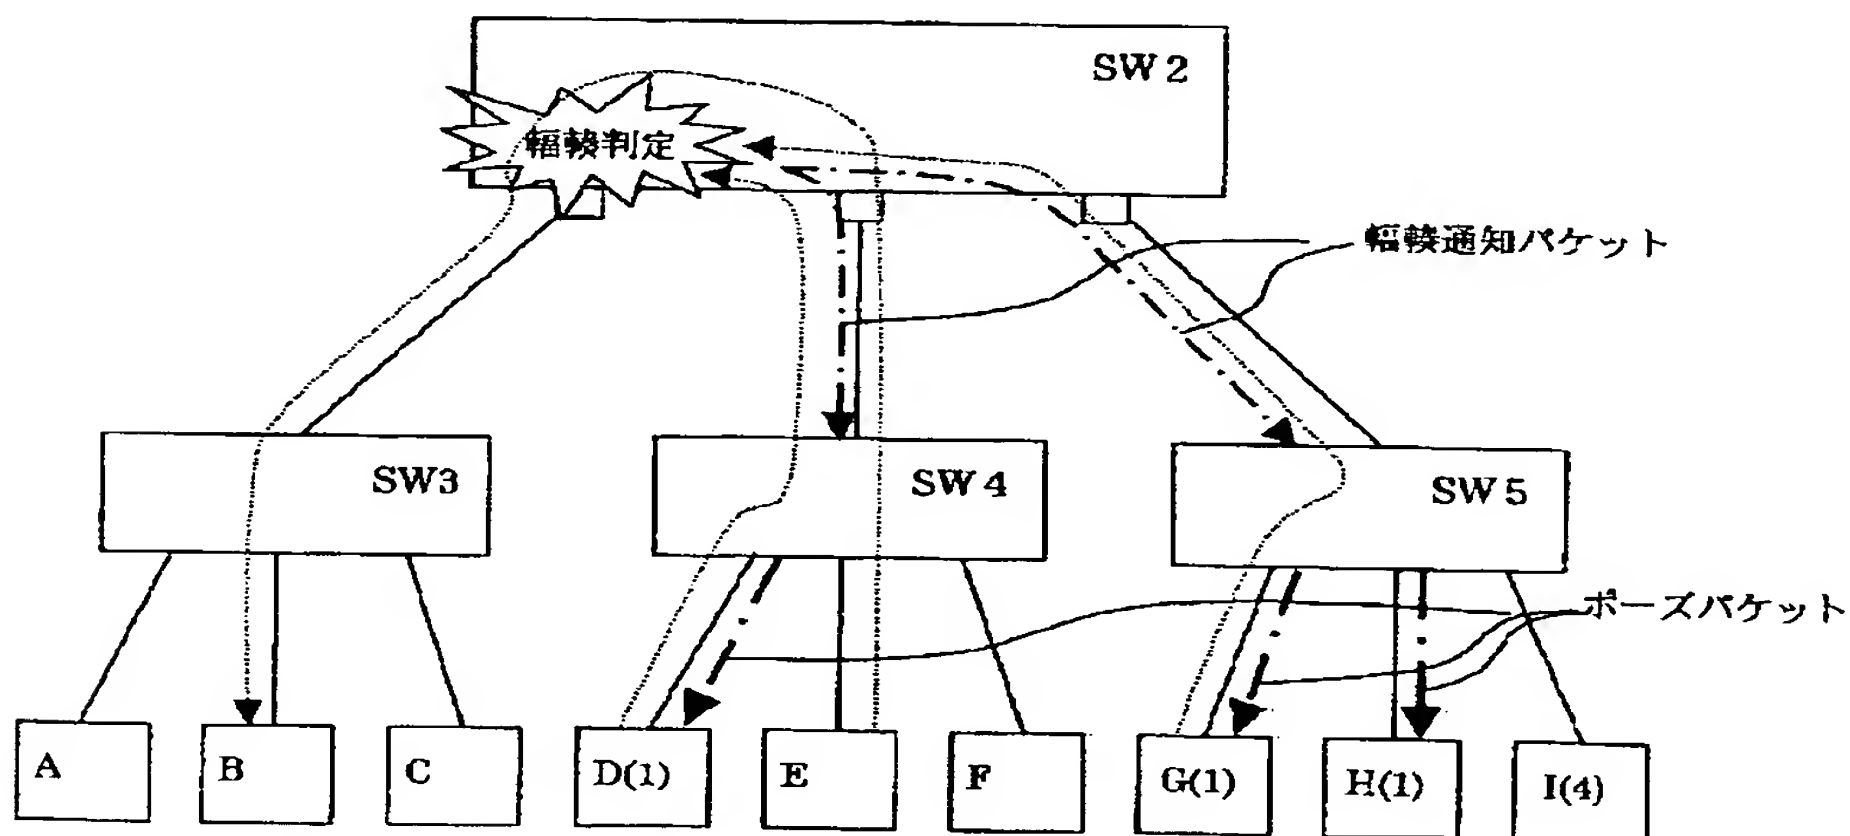 SW2
輻輳判定
輻輳通知パケット
SW3
SW4
SW5
ポーズパケット
A
B
C
D(1)
E
F
G(1)
H(1)
I(4)